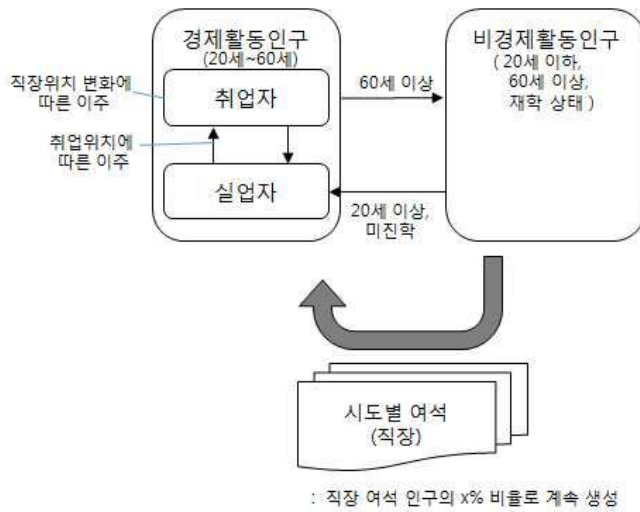 경제활동인구
(20세~60세)
취업자
실업자
직장위치 변화에
따른 이주
취업위치에
따른 이주
60세 이상
20세 이상,
미진학
비경제활동인구
( 20세 이하,
60세 이상,
재학 상태 )
시도별 여석
(직장)
: 직장 여석 인구의 x% 비율로 계속 생성